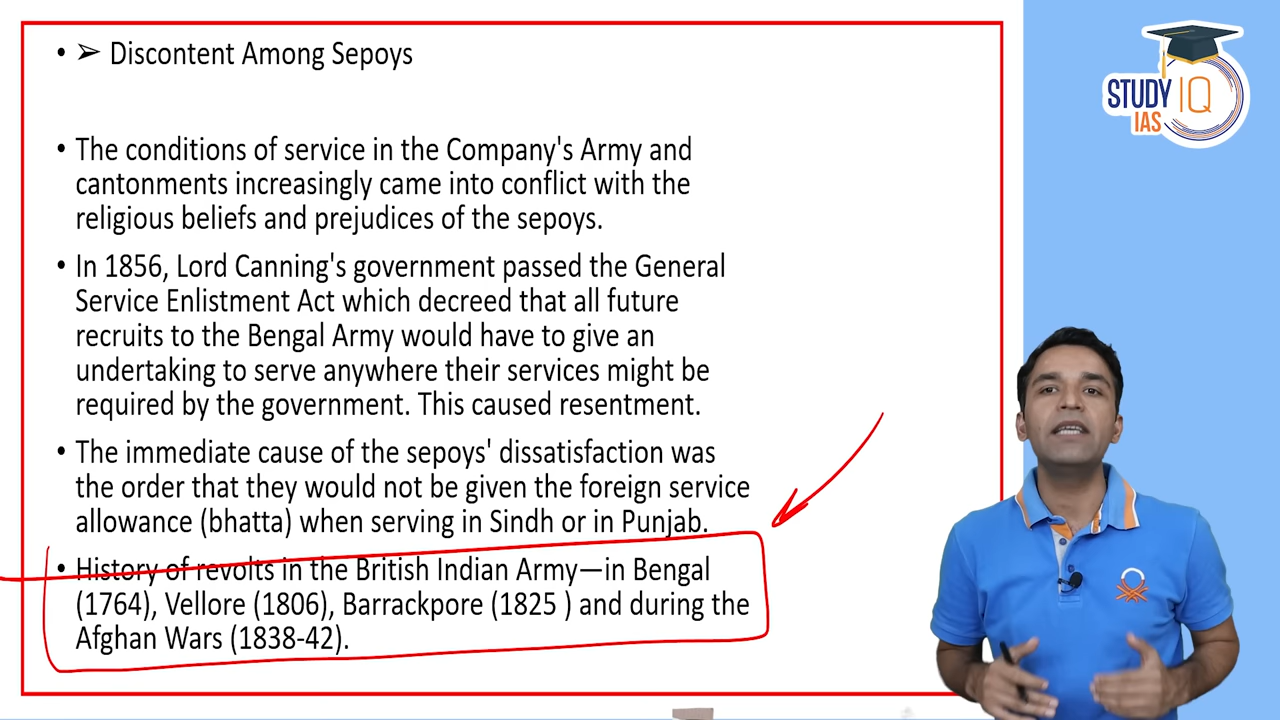 • ➢ Discontent Among Sepoys
• The conditions of service in the Company's Army and
cantonments increasingly came into conflict with the
religious beliefs and prejudices of the sepoys.
• In 1856, Lord Canning's government passed the General
Service Enlistment Act which decreed that all future
recruits to the Bengal Army would have to give an
undertaking to serve anywhere their services might be
required by the government. This caused resentment.
• The immediate cause of the sepoys' dissatisfaction was
the order that they would not be given the foreign service
allowance (bhatta) when serving in Sindh or in Punjab.
• History of revolts in the British Indian Army—in Bengal
(1764), Vellore (1806), Barrackpore (1825 ) and during the
Afghan Wars (1838-42).
STUDY IQ
IAS